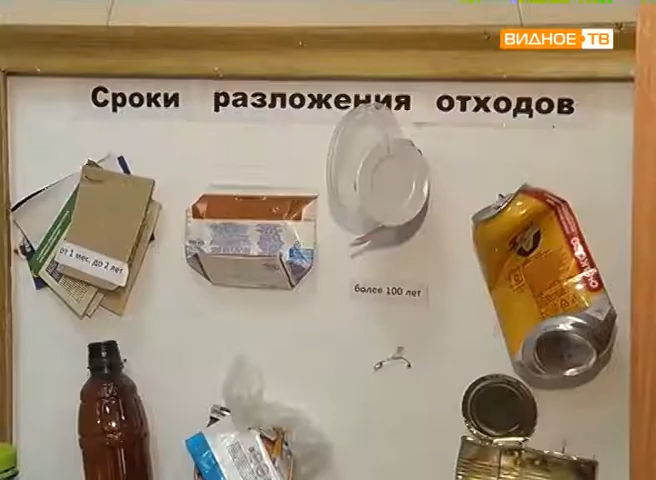 ВИДНОЕ ТВ
Сроки разложения отходов
от 1 мес. до 2 лет
более 100 лет